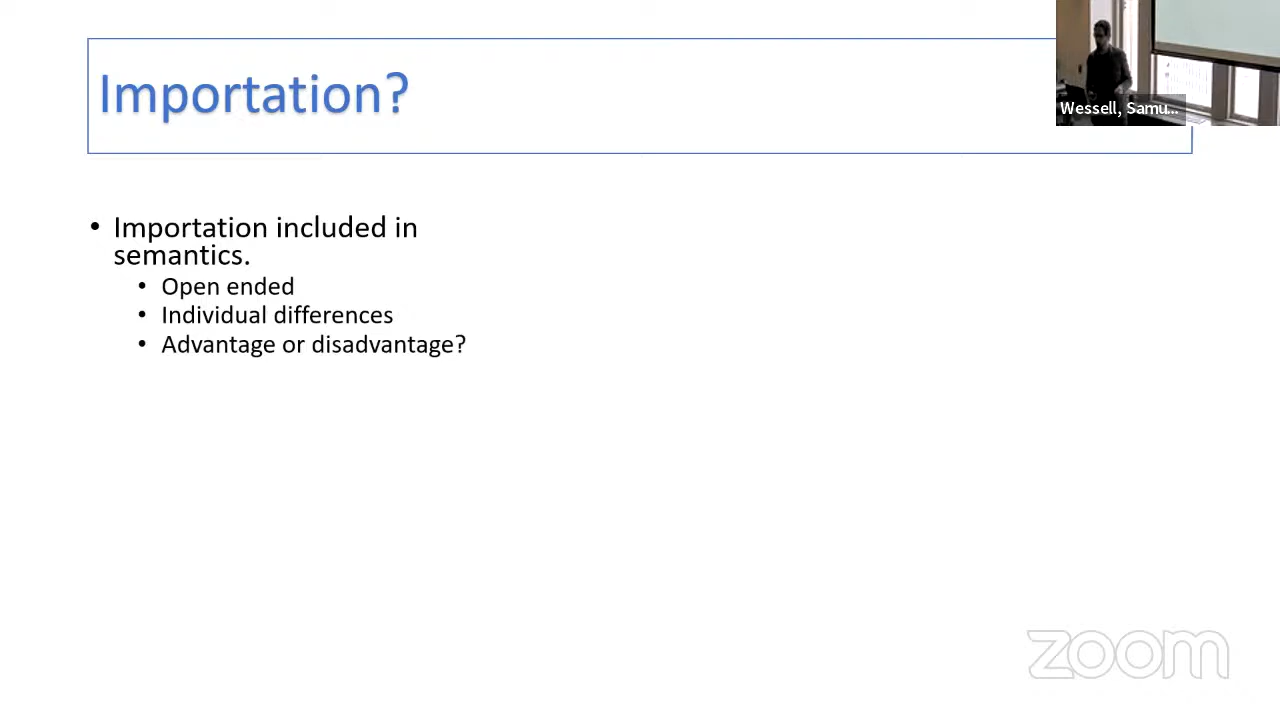 Importation?
Wessell, Samu...
• Importation included in
semantics.
• Open ended
• Individual differences
• Advantage or disadvantage?
zoom